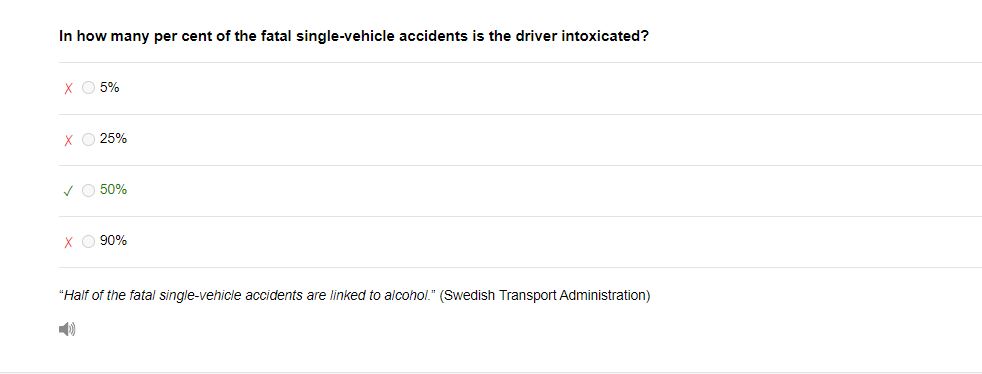 In how many per cent of the fatal single-vehicle accidents is the driver intoxicated?
5%
25%
50%
90%
“Half of the fatal single-vehicle accidents are linked to alcohol.” (Swedish Transport Administration)